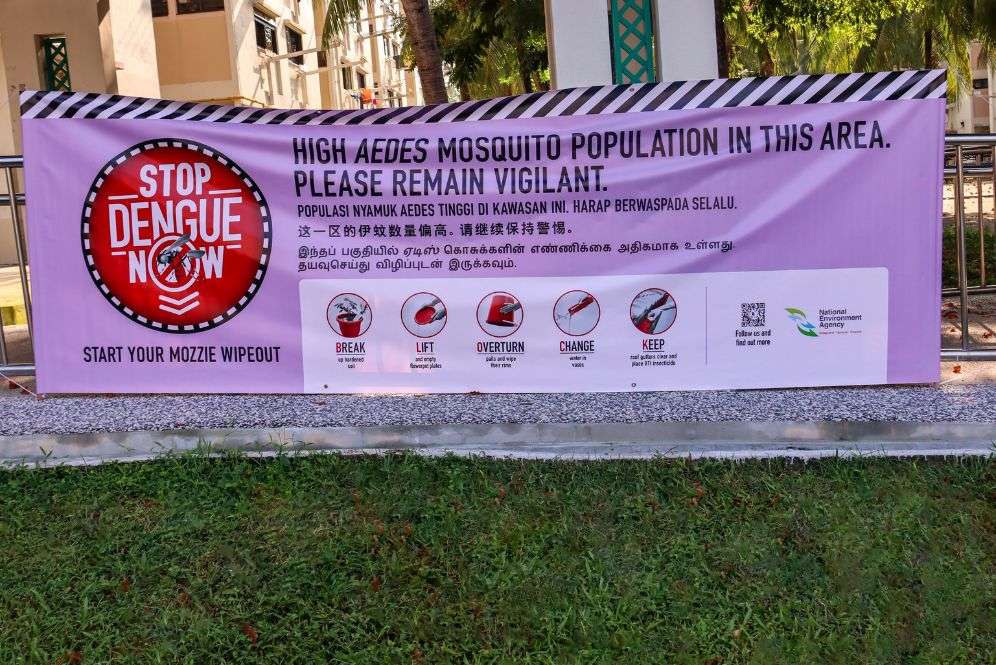 STOP
DENGUE
NOW
START YOUR MOZZIE WIPEOUT
HIGH AEDES MOSQUITO POPULATION IN THIS AREA.
PLEASE REMAIN VIGILANT.
POPULASI NYAMUK AEDES TINGGI DI KAWASAN INI. HARAP BERWASPADA SELALU.
这一区的伊蚊数量偏高。请继续保持警惕。
இந்தப் பகுதியில் ஏடிஸ் கொசுக்களின் எண்ணிக்கை அதிகமாக உள்ளது.
தயவுசெய்து விழிப்புடன் இருக்கவும்.
BREAK
up hardened
soil
LIFT
and empty
flowerpot plates
OVERTURN
pails and wipe
their rims
CHANGE
water in
vases
KEEP
roof gutters clear and
place BTI insecticide
Follow us and
find out more
National
Environment
Agency